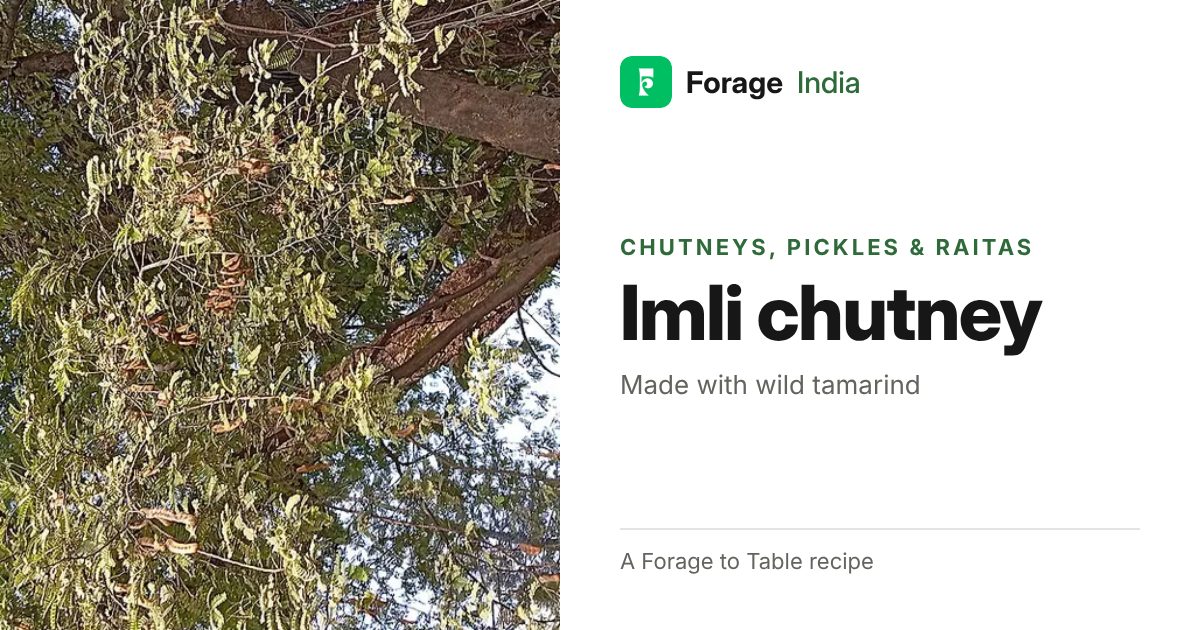 Forage India
CHUTNEYS, PICKLES & RAITAS
Imli chutney
Made with wild tamarind
A Forage to Table recipe